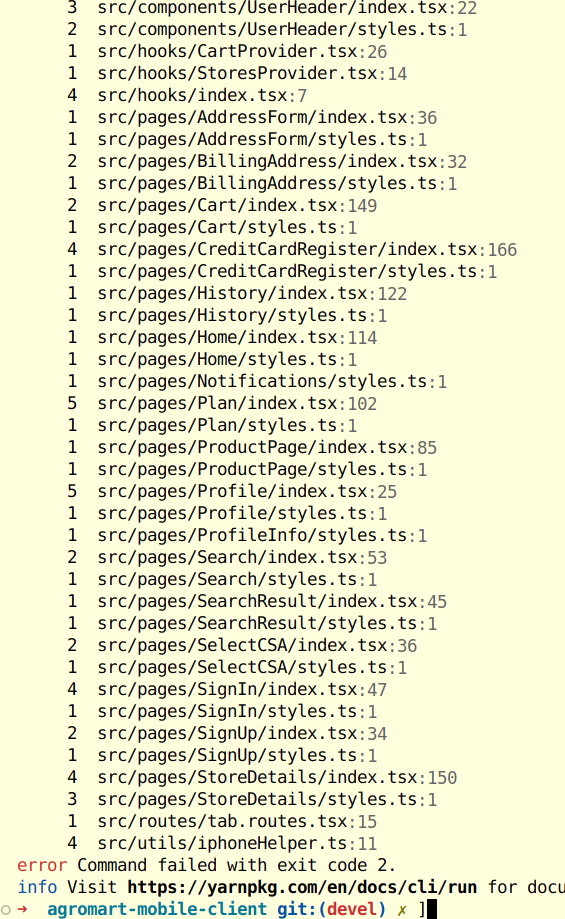 3  src/components/UserHeader/index.tsx:22
2  src/components/UserHeader/styles.ts:1
1  src/hooks/CartProvider.tsx:26
1  src/hooks/StoresProvider.tsx:14
4  src/hooks/index.tsx:7
1  src/pages/AddressForm/index.tsx:36
1  src/pages/AddressForm/styles.ts:1
2  src/pages/BillingAddress/index.tsx:32
1  src/pages/BillingAddress/styles.ts:1
2  src/pages/Cart/index.tsx:149
1  src/pages/Cart/styles.ts:1
4  src/pages/CreditCardRegister/index.tsx:166
1  src/pages/CreditCardRegister/styles.ts:1
1  src/pages/History/index.tsx:122
1  src/pages/History/styles.ts:1
1  src/pages/Home/index.tsx:114
1  src/pages/Home/styles.ts:1
1  src/pages/Notifications/styles.ts:1
5  src/pages/Plan/index.tsx:102
1  src/pages/Plan/styles.ts:1
1  src/pages/ProductPage/index.tsx:85
1  src/pages/ProductPage/styles.ts:1
5  src/pages/Profile/index.tsx:25
1  src/pages/Profile/styles.ts:1
1  src/pages/ProfileInfo/styles.ts:1
2  src/pages/Search/index.tsx:53
1  src/pages/Search/styles.ts:1
1  src/pages/SearchResult/index.tsx:45
1  src/pages/SearchResult/styles.ts:1
2  src/pages/SelectCSA/index.tsx:36
1  src/pages/SelectCSA/styles.ts:1
4  src/pages/SignIn/index.tsx:47
1  src/pages/SignIn/styles.ts:1
2  src/pages/SignUp/index.tsx:34
1  src/pages/SignUp/styles.ts:1
4  src/pages/StoreDetails/index.tsx:150
3  src/pages/StoreDetails/styles.ts:1
1  src/routes/tab.routes.tsx:15
4  src/utils/iphoneHelper.ts:11
error Command failed with exit code 2.
info Visit https://yarnpkg.com/en/docs/cli/run for docu
➜  agromart-mobile-client git:(devel) ✗ ]